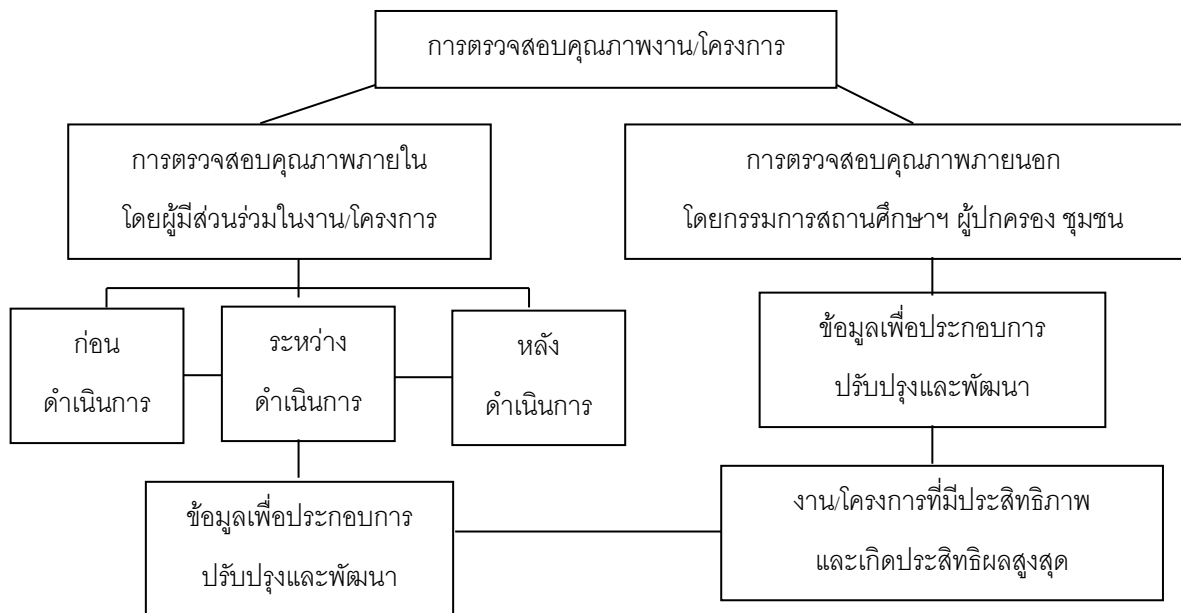 การตรวจสอบคุณภาพงาน/โครงการ
การตรวจสอบคุณภาพภายใน
โดยผู้มีส่วนร่วมในงาน/โครงการ
การตรวจสอบคุณภาพภายนอก
โดยกรรมการสถานศึกษาฯ ผู้ปกครอง ชุมชน
ก่อน
ดำเนินการ
ระหว่าง
ดำเนินการ
หลัง
ดำเนินการ
ข้อมูลเพื่อประกอบการ
ปรับปรุงและพัฒนา
ข้อมูลเพื่อประกอบการ
ปรับปรุงและพัฒนา
งาน/โครงการที่มีประสิทธิภาพ
และเกิดประสิทธิผลสูงสุด